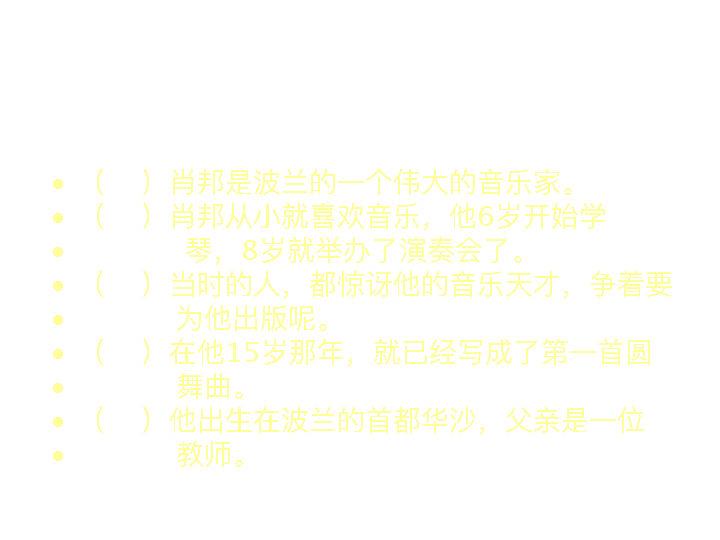 • （　）肖邦是波兰的一个伟大的音乐家。
• （　）肖邦从小就喜欢音乐，他6岁开始学
• 琴，8岁就举办了演奏会了。
• （　）当时的人，都惊讶他的音乐天才，争着要
• 为他出版呢。
• （　）在他15岁那年，就已经写成了第一首圆
• 舞曲。
• （　）他出生在波兰的首都华沙，父亲是一位
• 教师。